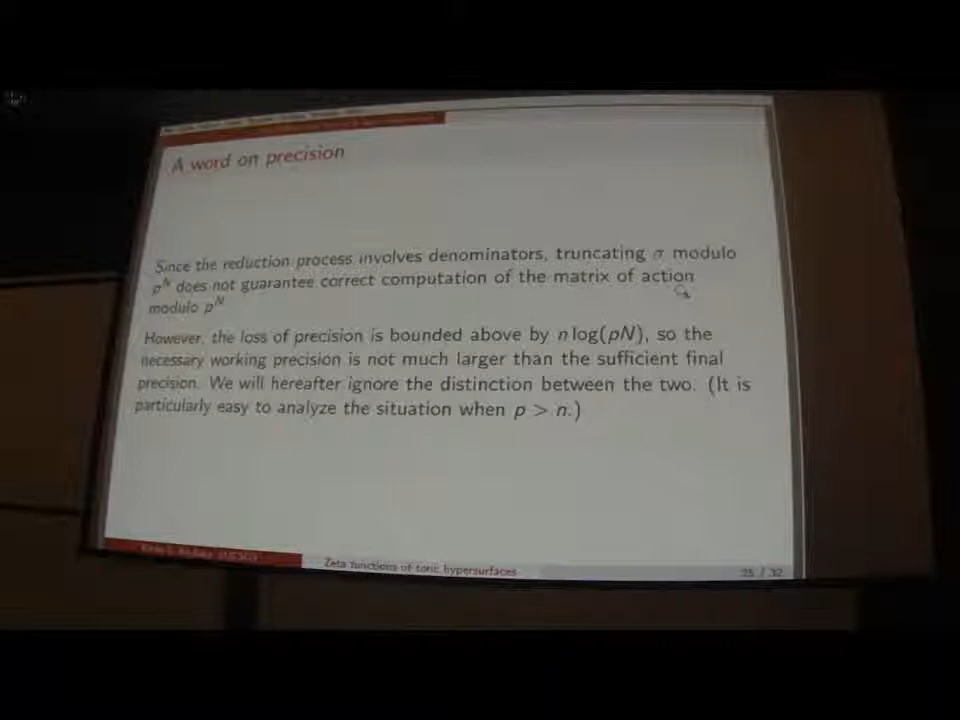 A word on precision
Since the reduction process involves denominators, truncating σ modulo
p^N does not guarantee correct computation of the matrix of action
modulo p^N
However, the loss of precision is bounded above by n log(pN), so the
necessary working precision is not much larger than the sufficient final
precision. We will hereafter ignore the distinction between the two. (It is
particularly easy to analyze the situation when p > n.)
Zeta functions of toric hypersurfaces
25 / 32